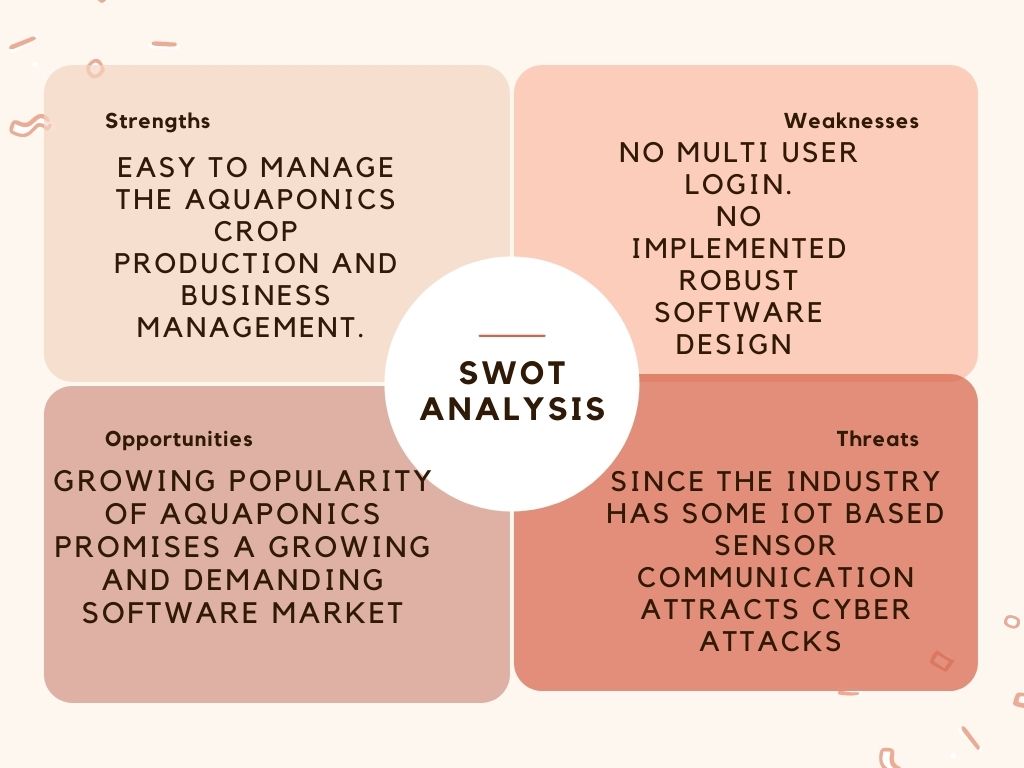 Strengths
EASY TO MANAGE
THE AQUAPONICS
CROP
PRODUCTION AND
BUSINESS
MANAGEMENT.
Weaknesses
NO MULTI USER
LOGIN.
NO
IMPLEMENTED
ROBUST
SOFTWARE
DESIGN
SWOT
ANALYSIS
Opportunities
GROWING POPULARITY
OF AQUAPONICS
PROMISES A GROWING
AND DEMANDING
SOFTWARE MARKET
Threats
SINCE THE INDUSTRY
HAS SOME IOT BASED
SENSOR
COMMUNICATION
ATTRACTS CYBER
ATTACKS